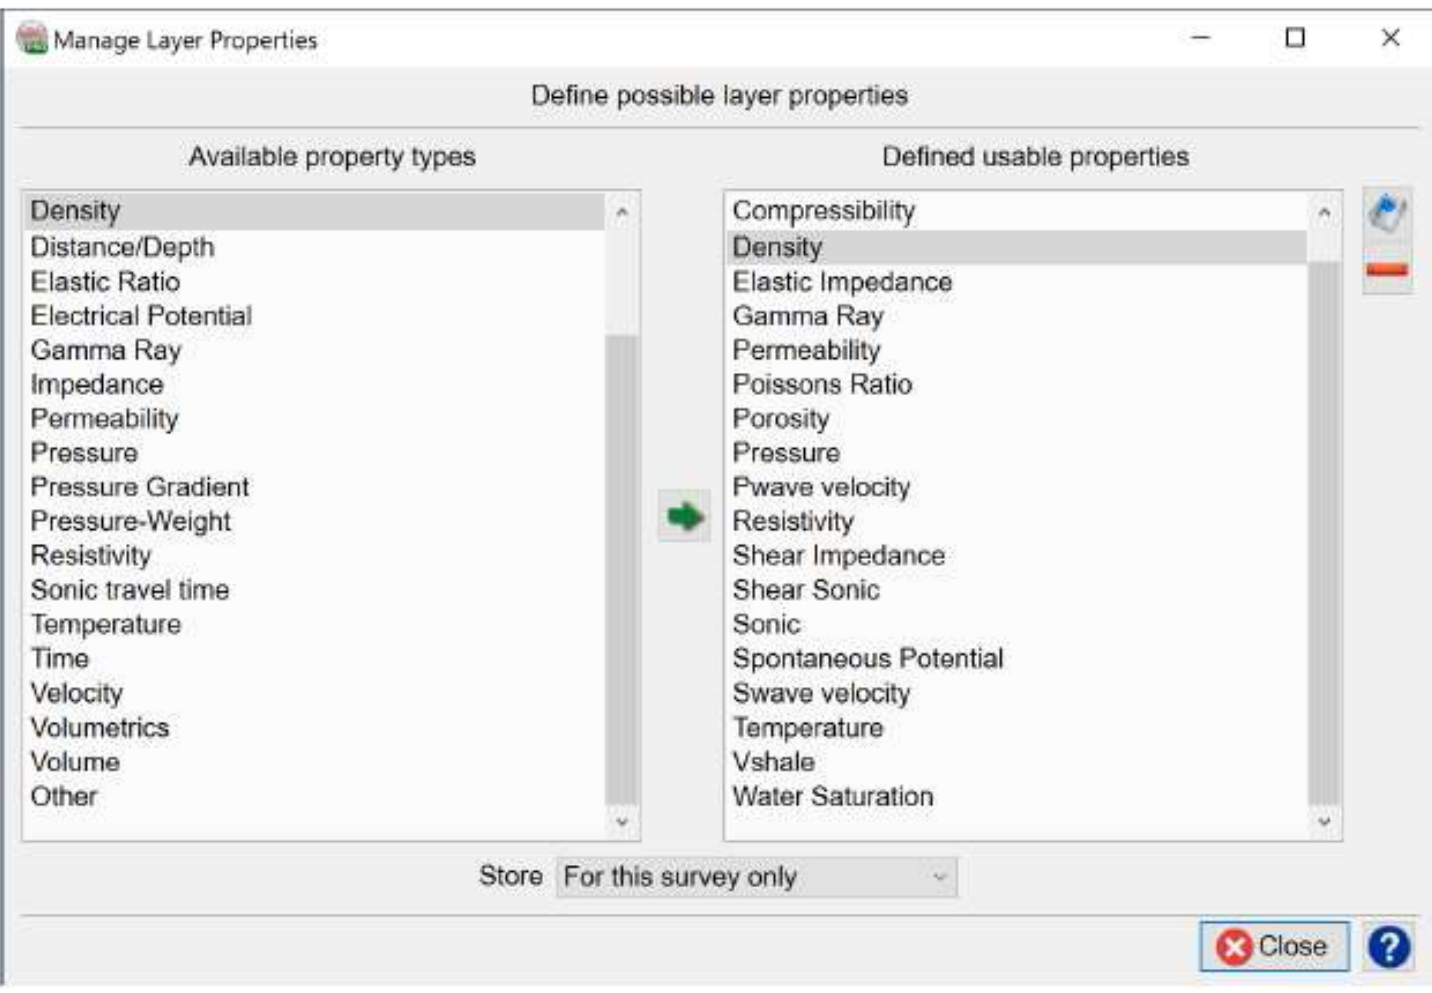 Manage Layer Properties
Define possible layer properties
Available property types
Density
Distance/Depth
Elastic Ratio
Electrical Potential
Gamma Ray
Impedance
Permeability
Pressure
Pressure Gradient
Pressure-Weight
Resistivity
Sonic travel time
Temperature
Time
Velocity
Volumetrics
Volume
Other
Defined usable properties
Compressibility
Density
Elastic Impedance
Gamma Ray
Permeability
Poissons Ratio
Porosity
Pressure
Pwave velocity
Resistivity
Shear Impedance
Shear Sonic
Sonic
Spontaneous Potential
Swave velocity
Temperature
Vshale
Water Saturation
Store For this survey only
Close ?